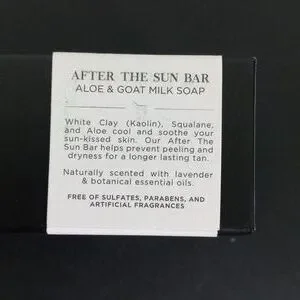 AFTER THE SUN BAR
ALOE & GOAT MILK SOAP
White Clay (Kaolin), Squalane,
and Aloe cool and soothe your
sun-kissed skin. Our After The
Sun Bar helps prevent peeling and
dryness for a longer lasting tan.
Naturally scented with lavender
& botanical essential oils.
FREE OF SULFATES, PARABENS, AND
ARTIFICIAL FRAGRANCES